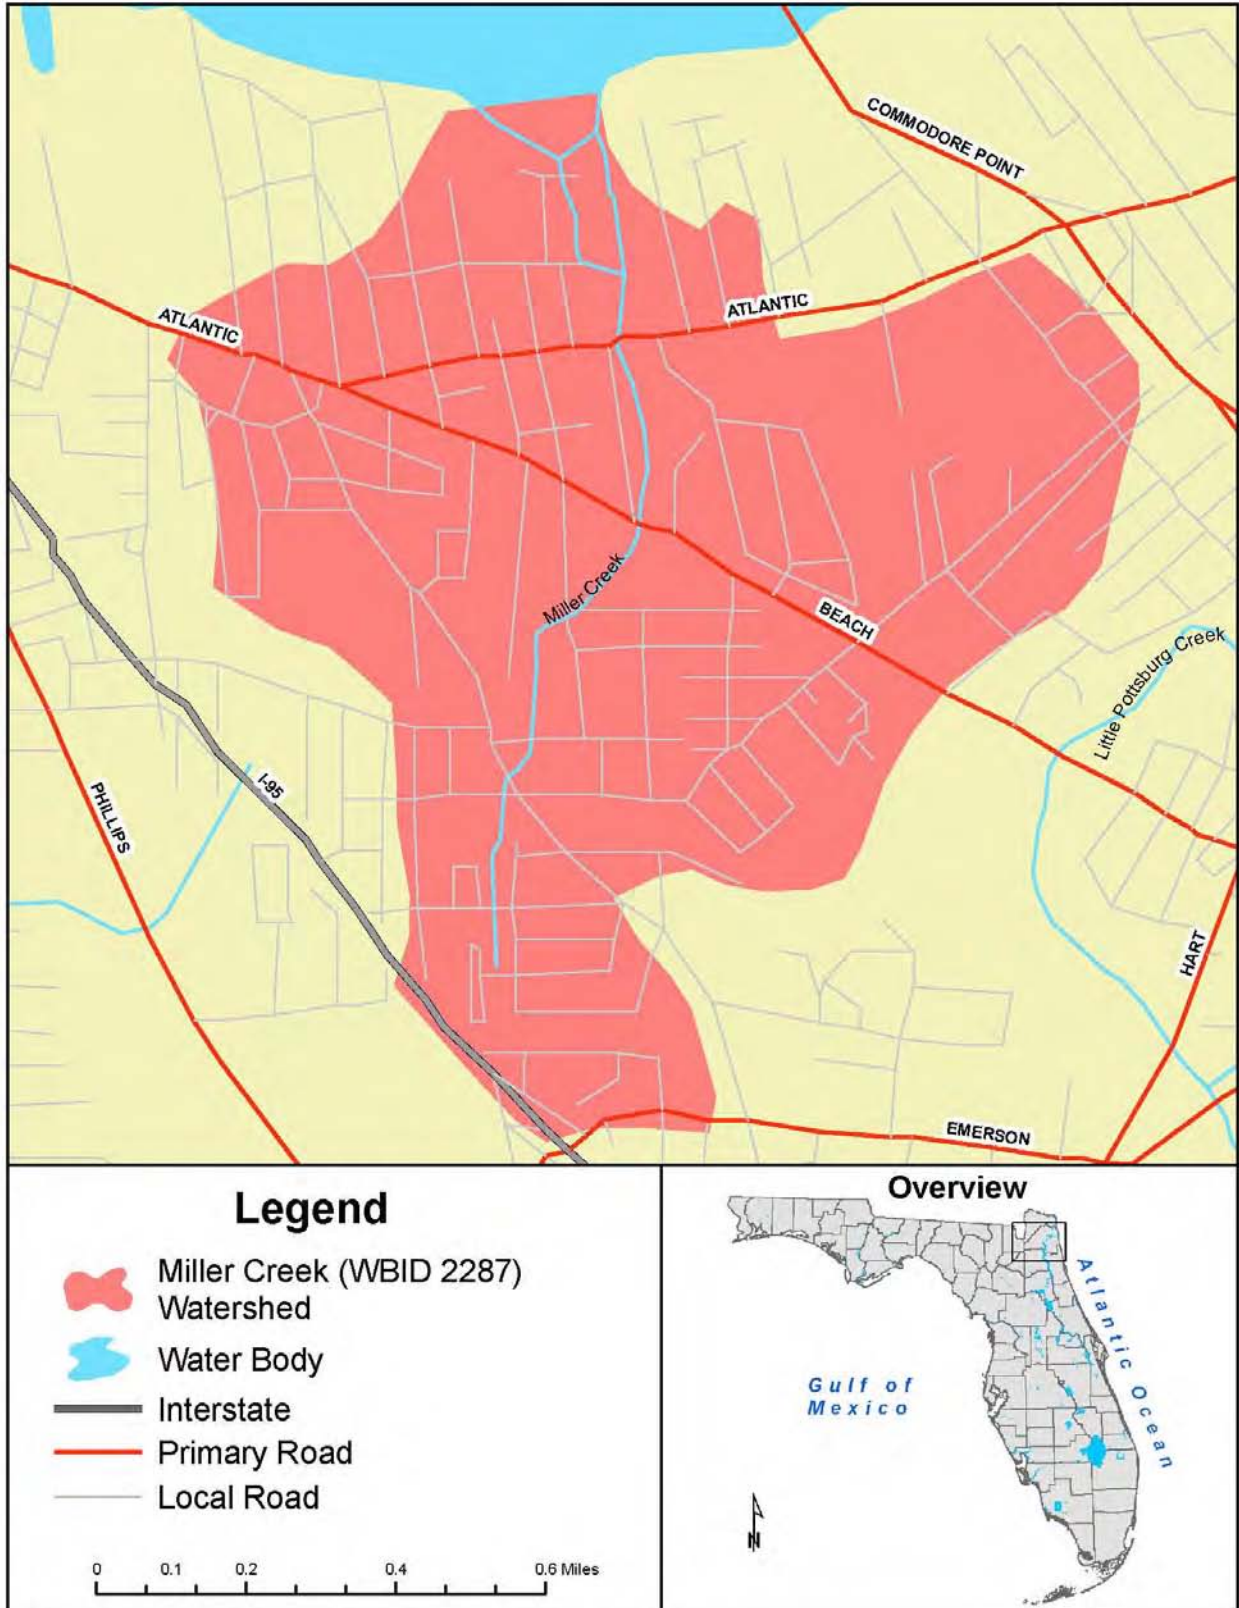 COMMODORE POINT
ATLANTIC
ATLANTIC
Miller Creek
BEACH
Little Pottsburg Creek
I-95
PHILLIPS
HART
EMERSON
Legend
Miller Creek (WBID 2287)
Watershed
Water Body
Interstate
Primary Road
Local Road
0 0.1 0.2 0.4 0.6 Miles
Overview
Atlantic Ocean
Gulf of
Mexico
N